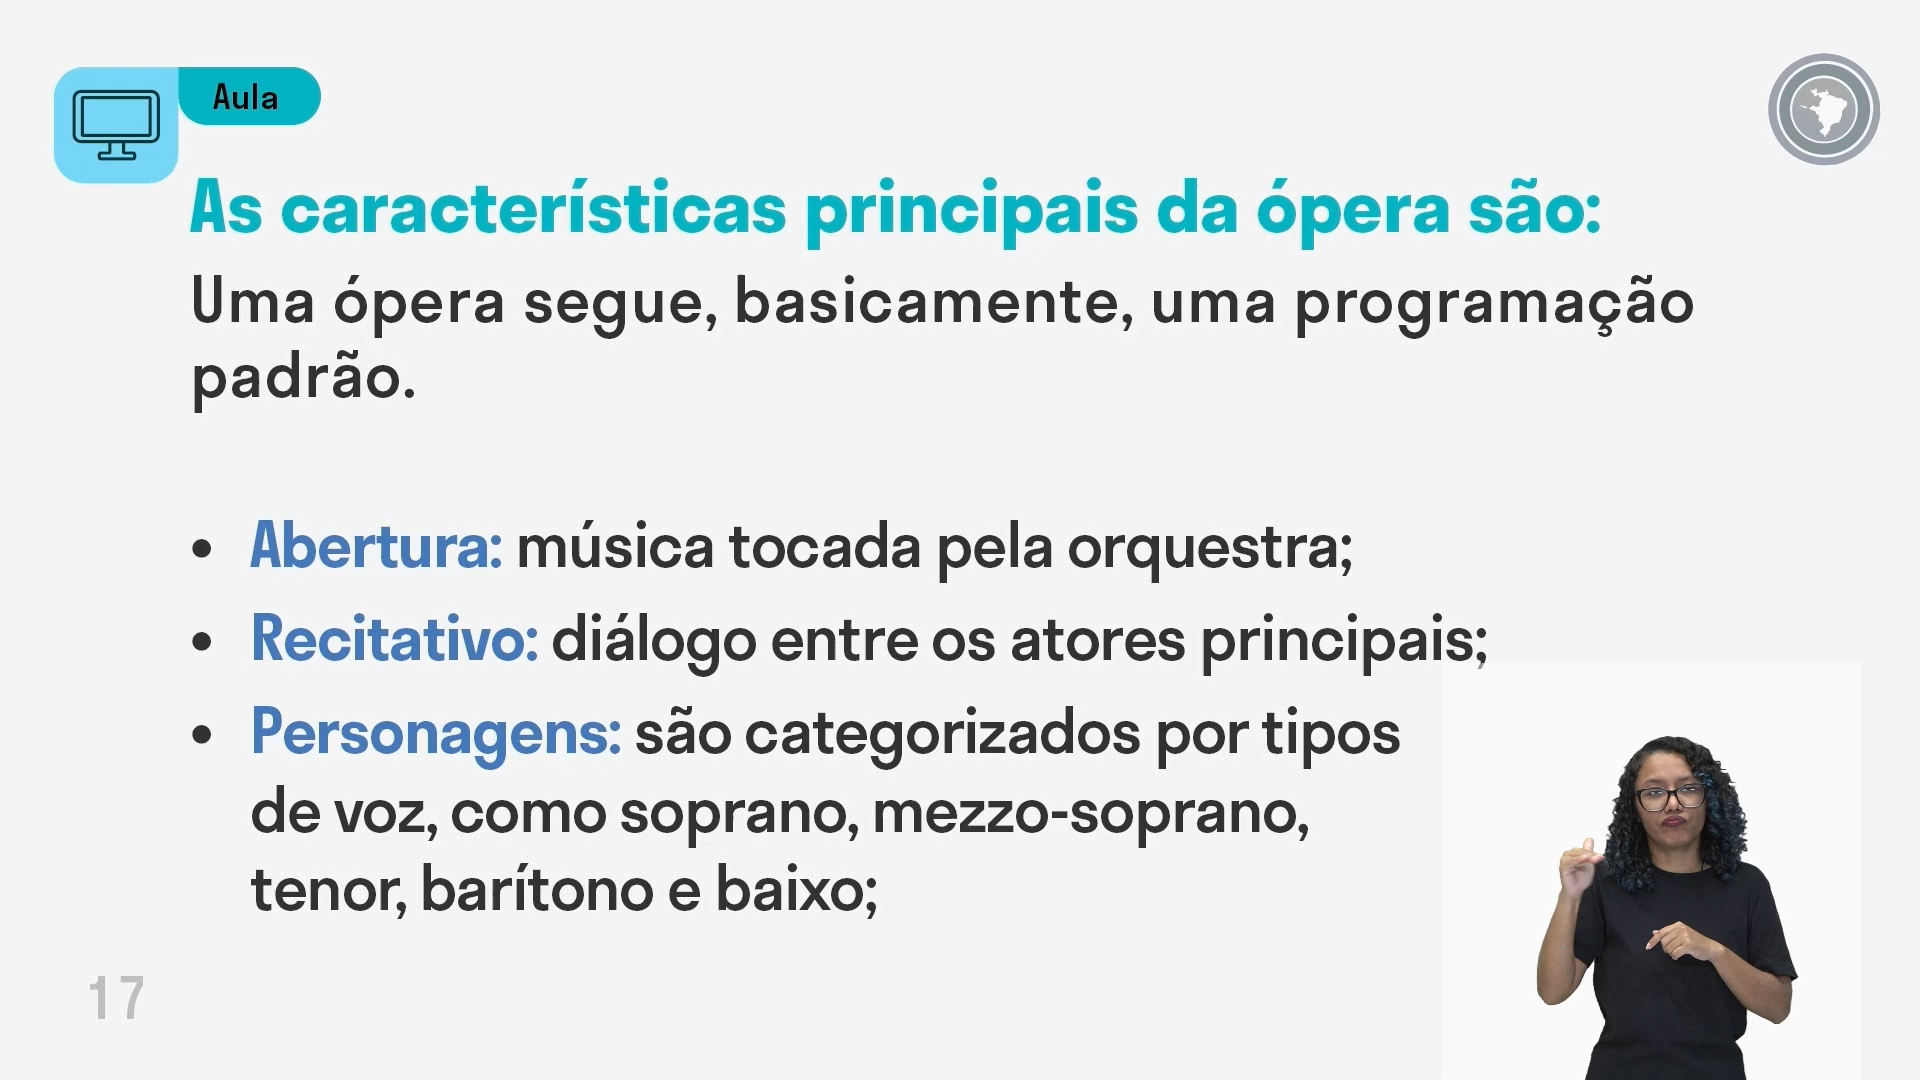 Aula
As características principais da ópera são:
Uma ópera segue, basicamente, uma programação
padrão.
• Abertura: música tocada pela orquestra;
• Recitativo: diálogo entre os atores principais;
• Personagens: são categorizados por tipos
de voz, como soprano, mezzo-soprano,
tenor, barítono e baixo;
17